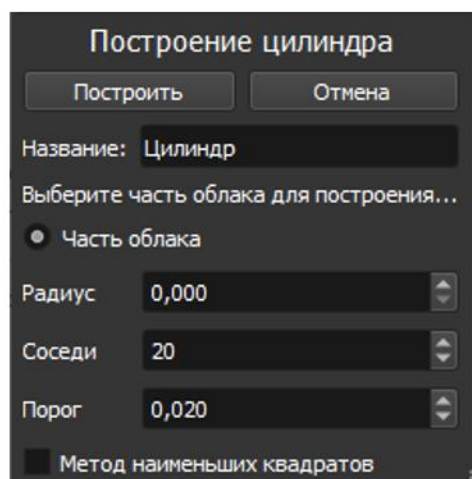 Построение цилиндра
Построить Отмена
Название: Цилиндр
Выберите часть облака для построения...
Часть облака
Радиус 0,000
Соседи 20
Порог 0,020
Метод наименьших квадратов